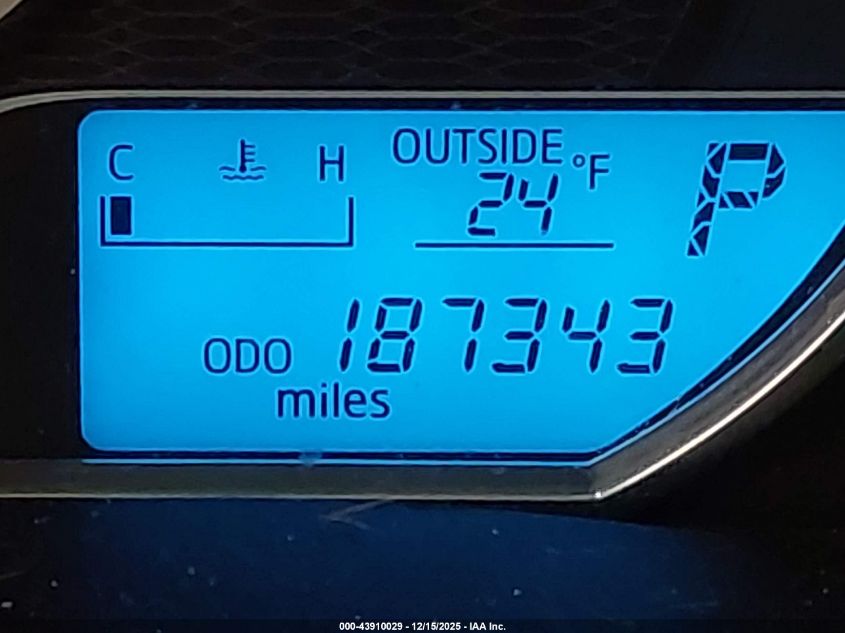 C H OUTSIDE °F P
24
ODO 187343
miles
000-43910029 - 12/15/2025 - IAA Inc.